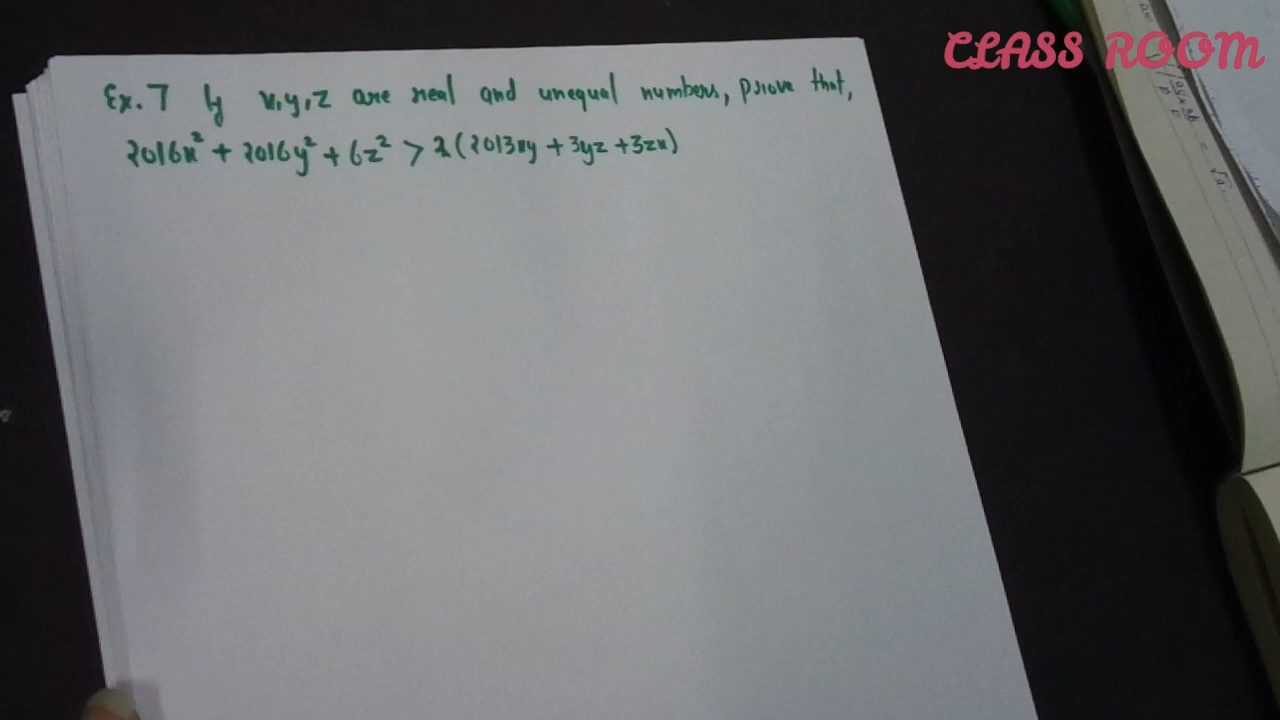 CLASS ROOM
Ex. 7 If x, y, z are real and unequal numbers, prove that,
2016x² + 2016y² + 6z² > 2(2013xy + 3yz + 3zx)